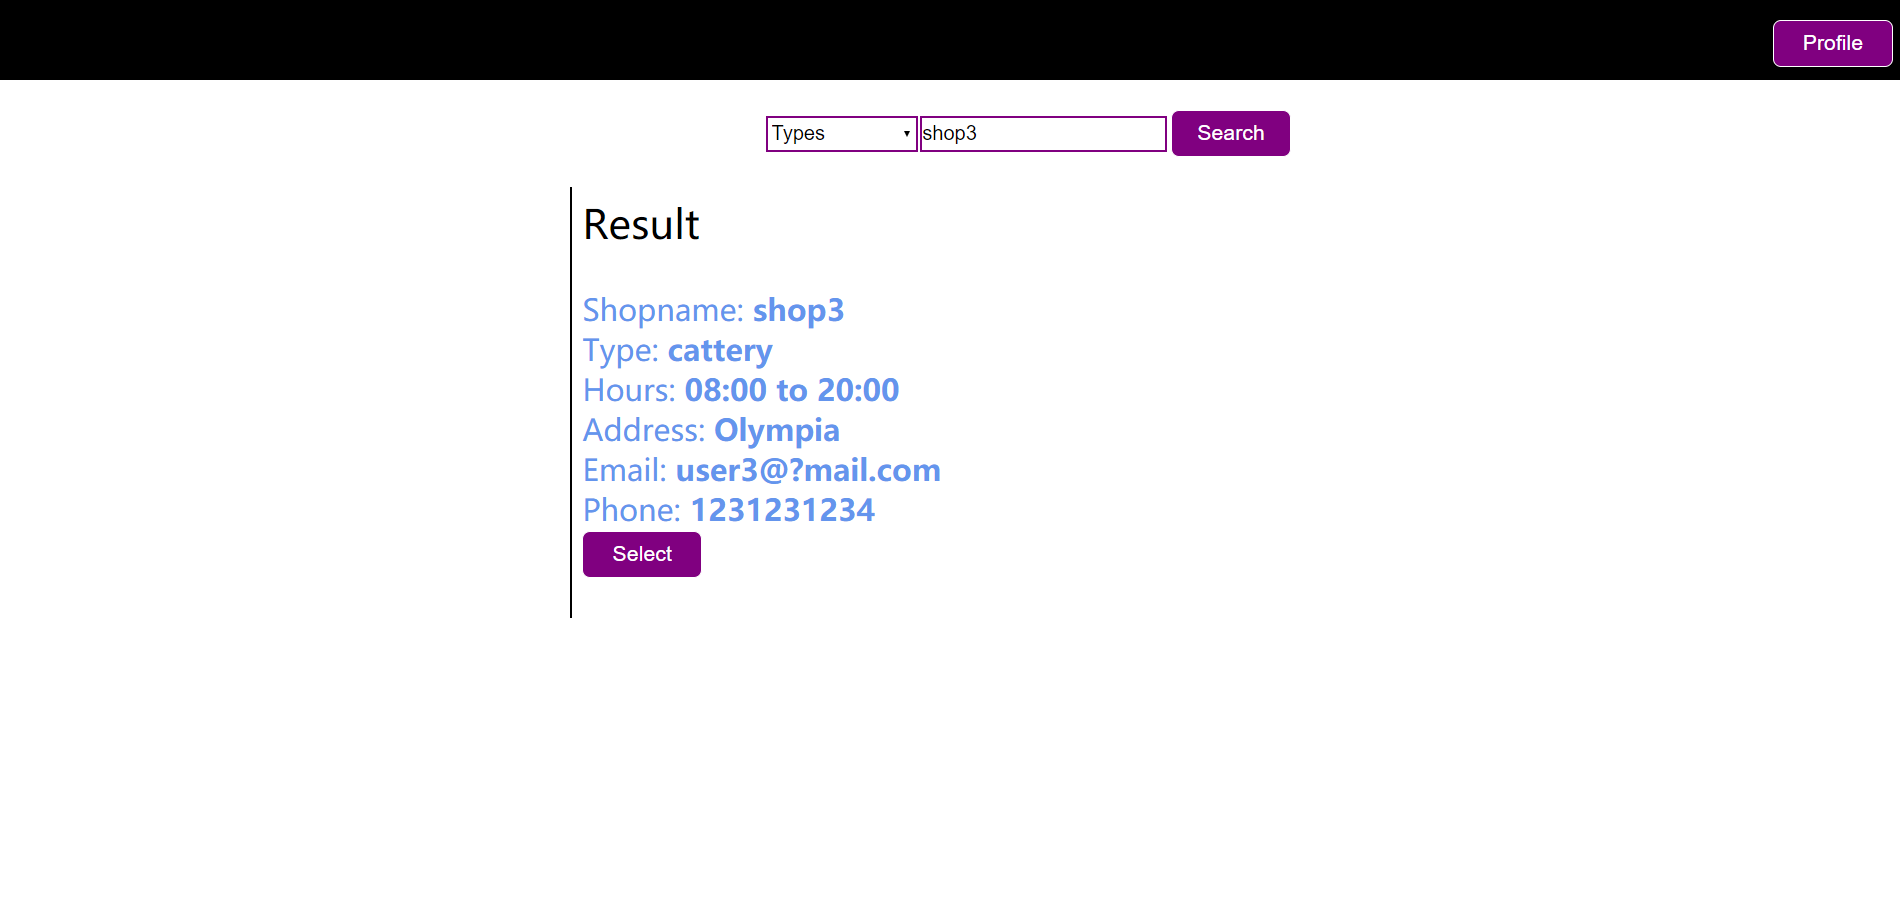 Profile
Types shop3 Search
Result
Shopname: shop3
Type: cattery
Hours: 08:00 to 20:00
Address: Olympia
Email: user3@?mail.com
Phone: 1231231234
Select